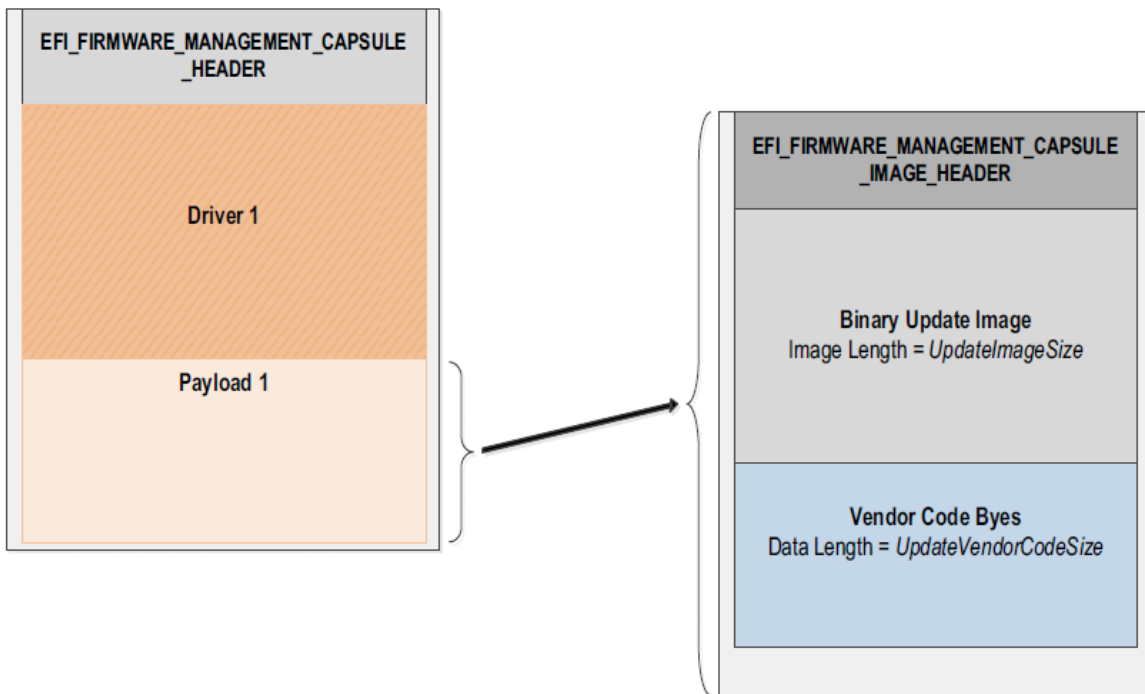 EFI_FIRMWARE_MANAGEMENT_CAPSULE
_HEADER
Driver 1
Payload 1
EFI_FIRMWARE_MANAGEMENT_CAPSULE
_IMAGE_HEADER
Binary Update Image
Image Length = UpdateImageSize
Vendor Code Byes
Data Length = UpdateVendorCodeSize